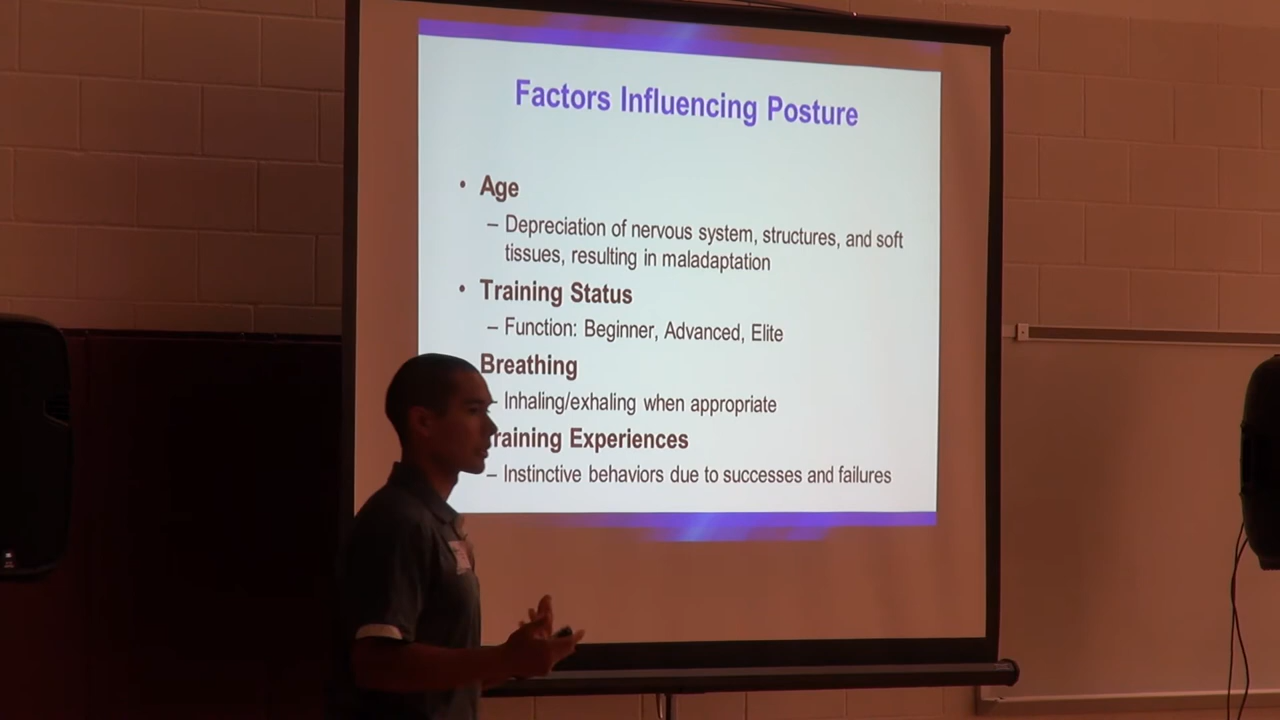 Factors Influencing Posture
• Age
– Depreciation of nervous system, structures, and soft
tissues, resulting in maladaptation
• Training Status
– Function: Beginner, Advanced, Elite
Breathing
– Inhaling/exhaling when appropriate
raining Experiences
– Instinctive behaviors due to successes and failures